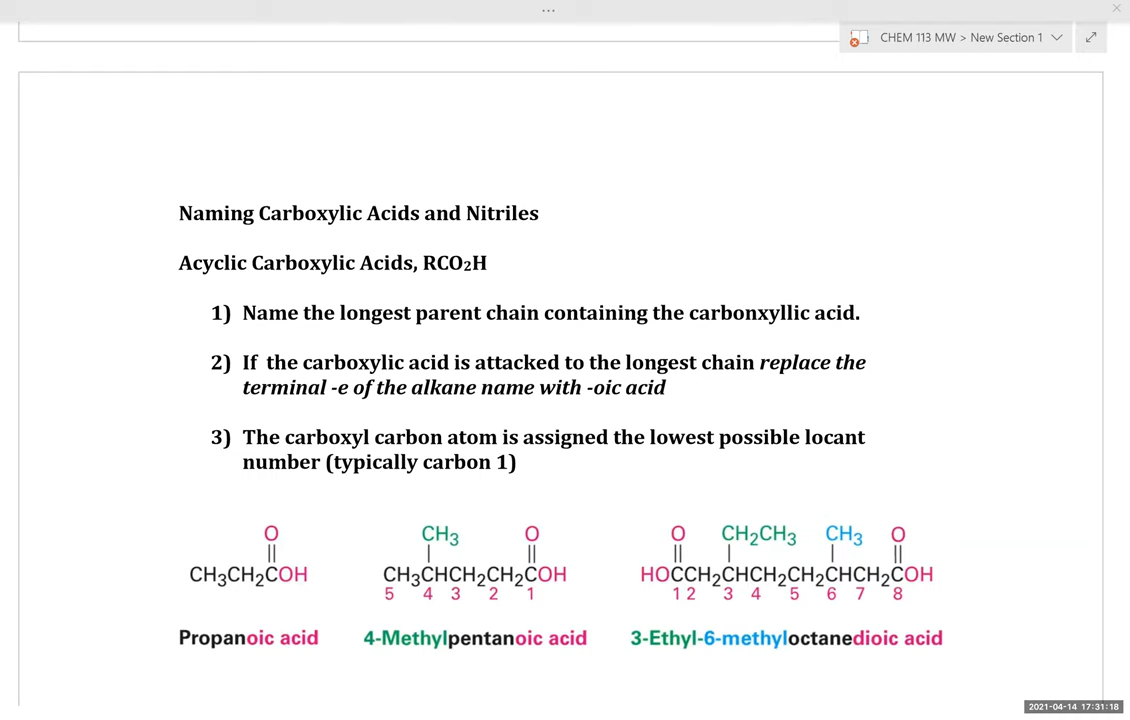 ...
CHEM 113 MW > New Section 1
Naming Carboxylic Acids and Nitriles
Acyclic Carboxylic Acids, RCO₂H
1) Name the longest parent chain containing the carbonxyllic acid.
2) If the carboxylic acid is attacked to the longest chain replace the
terminal -e of the alkane name with -oic acid
3) The carboxyl carbon atom is assigned the lowest possible locant
number (typically carbon 1)
O CH₃ O O CH₂CH₃ CH₃ O
CH₃CH₂COH CH₃CHCH₂CH₂COH HOCCH₂CHCH₂CH₂CHCH₂COH
5 4 3 2 1 1 2 3 4 5 6 7 8
Propanoic acid 4-Methylpentanoic acid 3-Ethyl-6-methyloctanedioic acid
2021-04-14 17:31:18